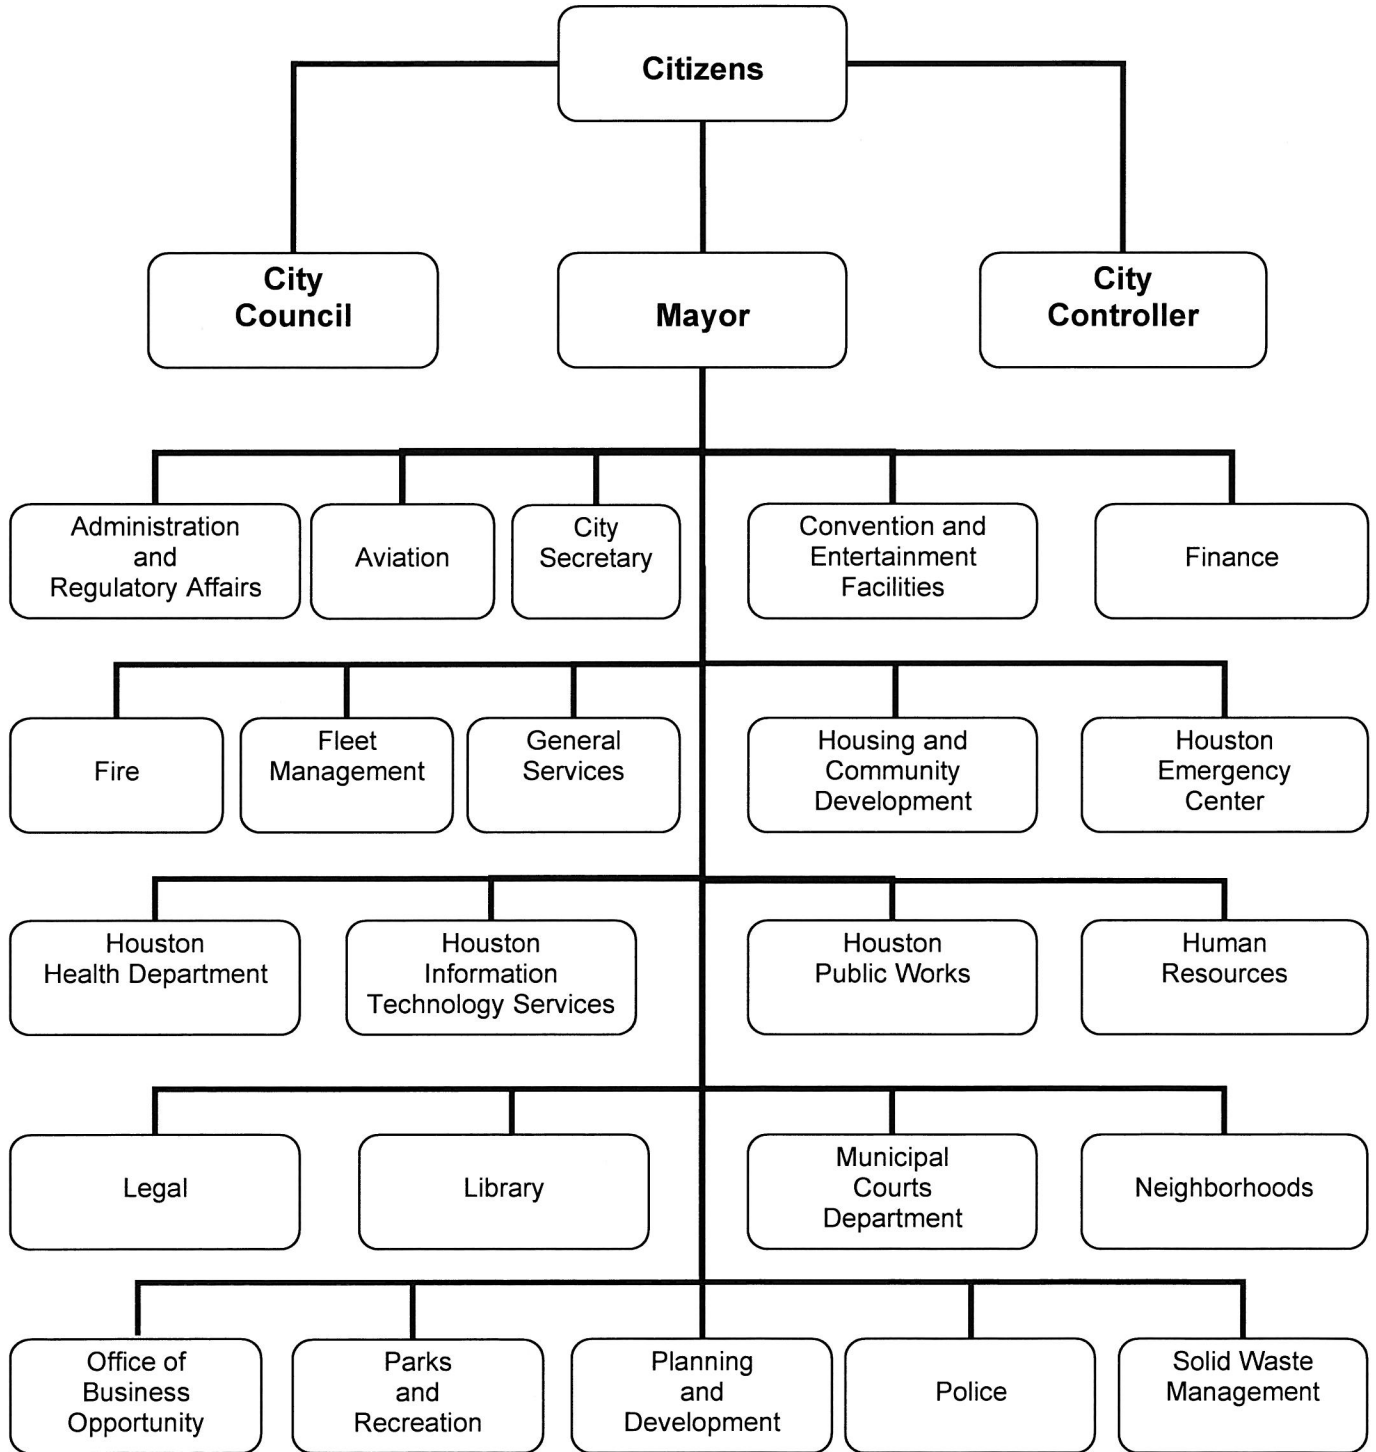 Citizens
City
Council
Mayor
City
Controller
Administration
and
Regulatory Affairs
Aviation
City
Secretary
Convention and
Entertainment
Facilities
Finance
Fire
Fleet
Management
General
Services
Housing and
Community
Development
Houston
Emergency
Center
Houston
Health Department
Houston
Information
Technology Services
Houston
Public Works
Human
Resources
Legal
Library
Municipal
Courts
Department
Neighborhoods
Office of
Business
Opportunity
Parks
and
Recreation
Planning
and
Development
Police
Solid Waste
Management